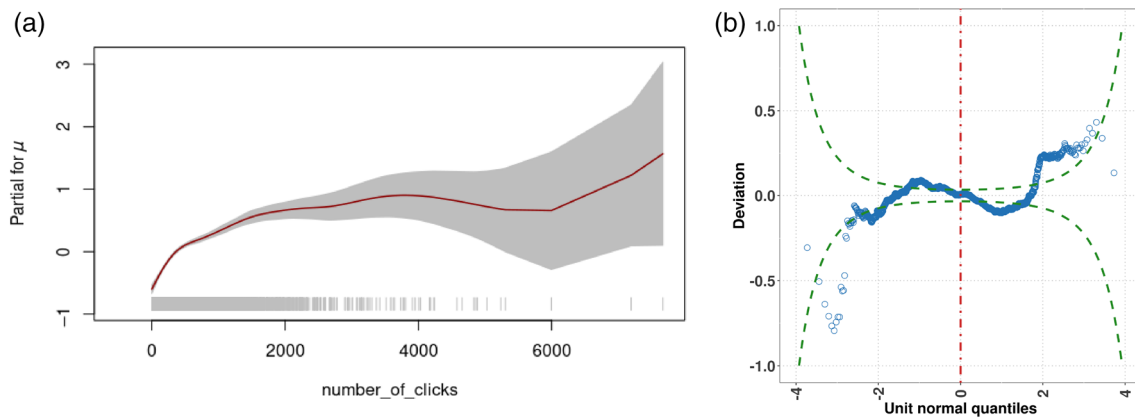 (a)
Partial for μ
3
2
1
0
−1
0 2000 4000 6000
number_of_clicks
(b)
Deviation
1.0
0.5
0.0
-0.5
-1.0
-4 -2 0 2 4
Unit normal quantiles